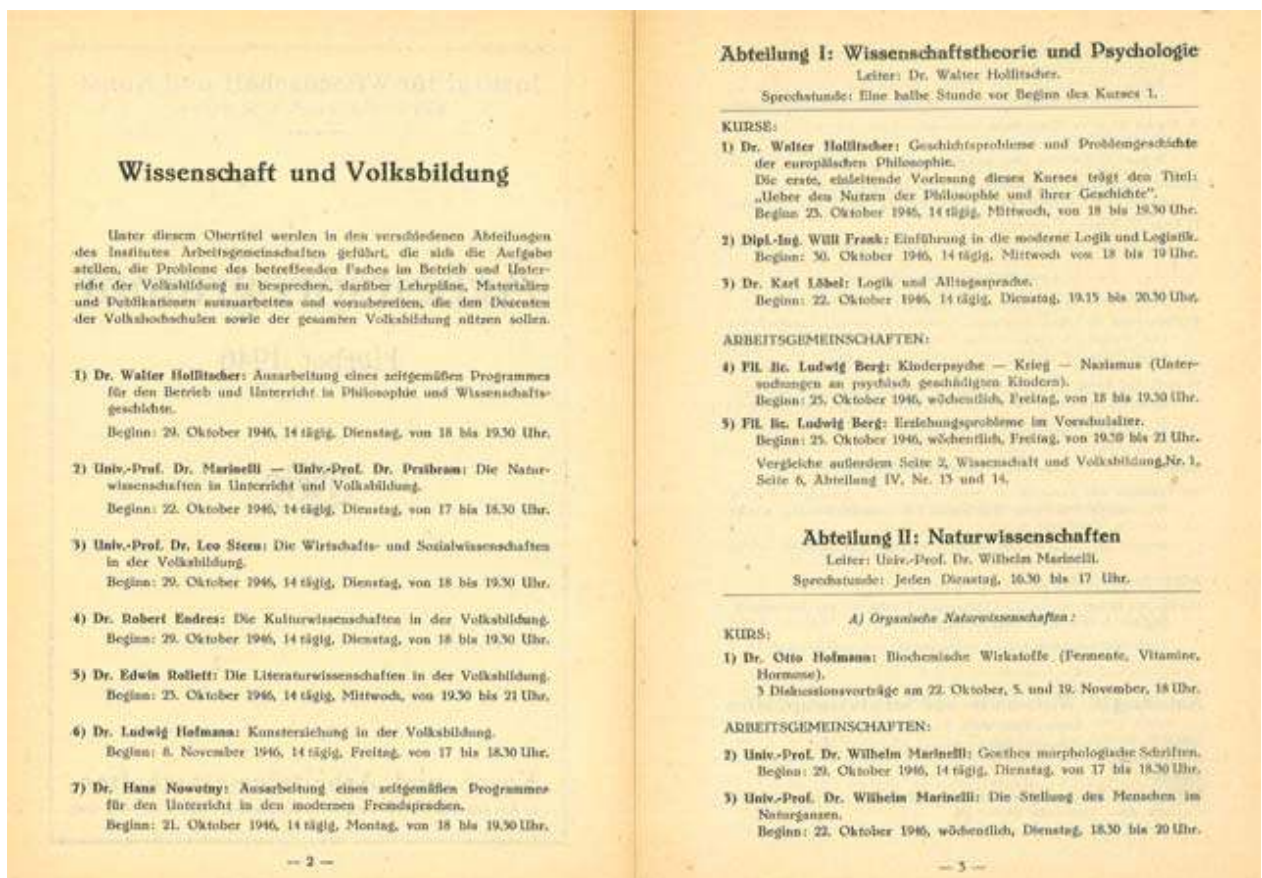 Wissenschaft und Volksbildung
Unter diesem Obertitel werden in den verschiedenen Abteilungen
des Institutes Arbeitsgemeinschaften geführt, die sich die Aufgabe
stellen, die Probleme des betreffenden Faches im Betrieb und Unter-
richt der Volksbildung zu besprechen, darüber Lehrpläne, Materialien
und Publikationen auszuarbeiten und vorzubereiten, die den Dozenten
der Volkshochschulen sowie der gesamten Volksbildung nützen sollen.
1) Dr. Walter Hollitscher: Ausarbeitung eines zeitgemäßen Programmes
für den Betrieb und Unterricht in Philosophie und Wissenschafts-
geschichte.
Beginn: 29. Oktober 1946, 14 tägig, Dienstag, von 18 bis 19.30 Uhr.
2) Univ.-Prof. Dr. Marinelli — Univ.-Prof. Dr. Pribram: Die Natur-
wissenschaften in Unterricht und Volksbildung.
Beginn: 22. Oktober 1946, 14 tägig, Dienstag, von 17 bis 18.30 Uhr.
3) Univ.-Prof. Dr. Leo Stern: Die Wirtschafts- und Sozialwissenschaften
in der Volksbildung.
Beginn: 29. Oktober 1946, 14 tägig, Dienstag, von 18 bis 19.30 Uhr.
4) Dr. Robert Endres: Die Kulturwissenschaften in der Volksbildung.
Beginn: 29. Oktober 1946, 14 tägig, Dienstag, von 18 bis 19.30 Uhr.
5) Dr. Edwin Rollett: Die Literaturwissenschaften in der Volksbildung.
Beginn: 23. Oktober 1946, 14 tägig, Mittwoch, von 19.30 bis 21 Uhr.
6) Dr. Ludwig Hofmann: Kunsterziehung in der Volksbildung.
Beginn: 8. November 1946, 14 tägig, Freitag, von 17 bis 18.30 Uhr.
7) Dr. Hans Nowotny: Ausarbeitung eines zeitgemäßen Programmes
für den Unterricht in den modernen Fremdsprachen.
Beginn: 21. Oktober 1946, 14 tägig, Montag, von 18 bis 19.30 Uhr.
— 2 —
Abteilung I: Wissenschaftstheorie und Psychologie
Leiter: Dr. Walter Hollitscher.
Sprechstunde: Eine halbe Stunde vor Beginn des Kurses 1.
KURSE:
1) Dr. Walter Hollitscher: Geschichtsprobleme und Problemgeschichte
der europäischen Philosophie.
Die erste, einleitende Vorlesung dieses Kurses trägt den Titel:
„Ueber den Nutzen der Philosophie und ihrer Geschichte”.
Beginn 23. Oktober 1946, 14 tägig, Mittwoch, von 18 bis 19.30 Uhr.
2) Dipl.-Ing. Willi Frank: Einführung in die moderne Logik und Logistik.
Beginn: 30. Oktober 1946, 14 tägig, Mittwoch von 18 bis 19 Uhr.
3) Dr. Karl Löbel: Logik und Alltagssprache.
Beginn: 22. Oktober 1946, 14 tägig, Dienstag, 19.15 bis 20.30 Uhr.
ARBEITSGEMEINSCHAFTEN:
4) Fil. lic. Ludwig Berg: Kinderpsyche — Krieg — Nazismus (Unter-
suchungen an psychisch geschädigten Kindern).
Beginn: 25. Oktober 1946, wöchentlich, Freitag, von 18 bis 19.30 Uhr.
5) Fil. lic. Ludwig Berg: Erziehungsprobleme im Vorschulalter.
Beginn: 25. Oktober 1946, wöchentlich, Freitag, von 19.30 bis 21 Uhr.
Vergleiche außerdem Seite 2, Wissenschaft und Volksbildung,Nr. 1,
Seite 6, Abteilung IV, Nr. 13 und 14.
Abteilung II: Naturwissenschaften
Leiter: Univ.-Prof. Dr. Wilhelm Marinelli.
Sprechstunde: Jeden Dienstag, 16.30 bis 17 Uhr.
A) Organische Naturwissenschaften:
KURS:
1) Dr. Otto Hofmann: Biochemische Wirkstoffe (Fermente, Vitamine,
Hormone).
3 Diskussionsvorträge am 22. Oktober, 5. und 19. November, 18 Uhr.
ARBEITSGEMEINSCHAFTEN:
2) Univ.-Prof. Dr. Wilhelm Marinelli: Goethes morphologische Schriften.
Beginn: 29. Oktober 1946, 14 tägig, Dienstag, von 17 bis 18.30 Uhr.
3) Univ.-Prof. Dr. Wilhelm Marinelli: Die Stellung des Menschen im
Naturganzen.
Beginn: 22. Oktober 1946, wöchentlich, Dienstag, 18.30 bis 20 Uhr.
— 3 —